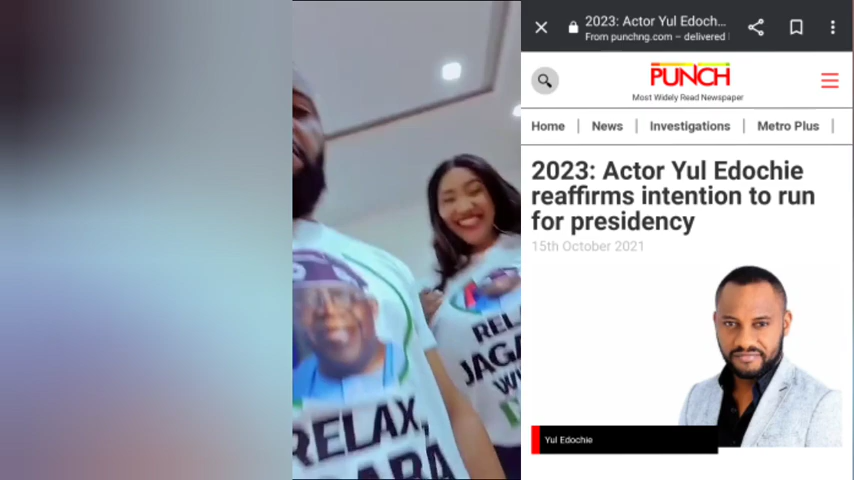 RELAX,
RELA
2023: Actor Yul Edoch...
From punchng.com – delivered
PUNCH
Most Widely Read Newspaper
Home | News | Investigations | Metro Plus |
2023: Actor Yul Edochie
reaffirms intention to run
for presidency
15th October 2021
Yul Edochie